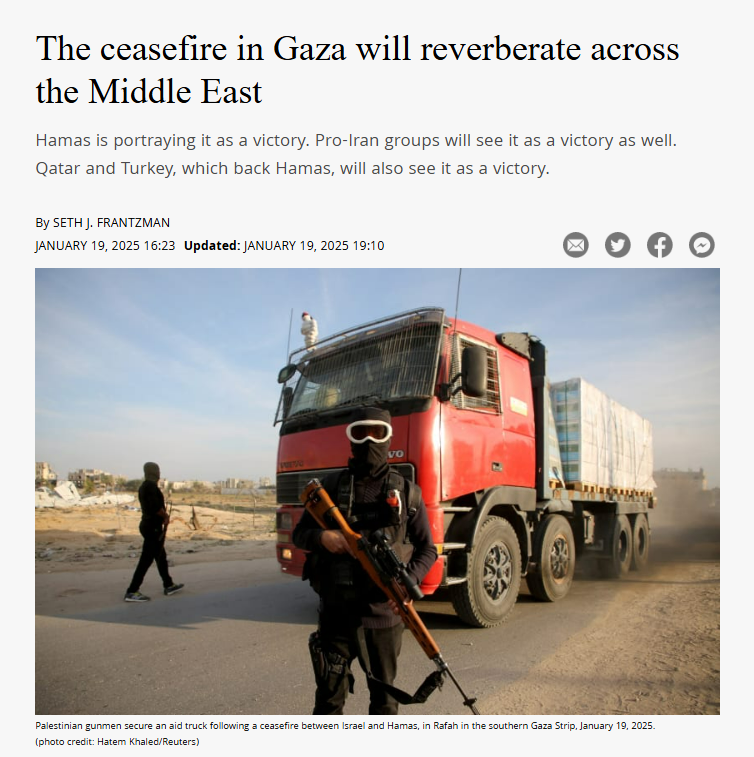 The ceasefire in Gaza will reverberate across
the Middle East
Hamas is portraying it as a victory. Pro-Iran groups will see it as a victory as well.
Qatar and Turkey, which back Hamas, will also see it as a victory.
By SETH J. FRANTZMAN
JANUARY 19, 2025 16:23 Updated: JANUARY 19, 2025 19:10
VO
Palestinian gunmen secure an aid truck following a ceasefire between Israel and Hamas, in Rafah in the southern Gaza Strip, January 19, 2025.
(photo credit: Hatem Khaled/Reuters)